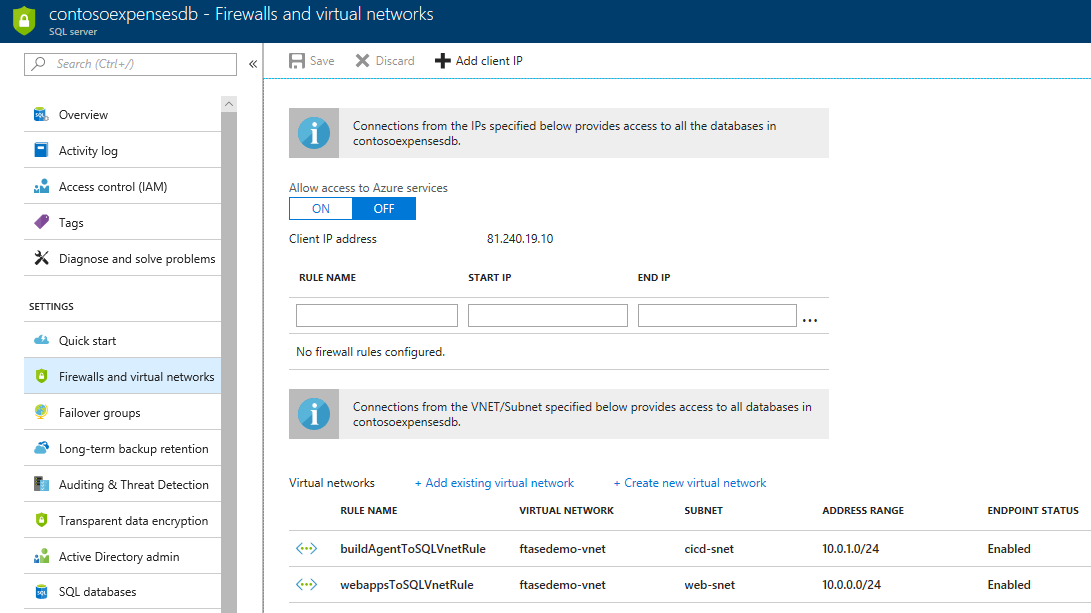 contosoexpensesdb - Firewalls and virtual networks
SQL server
Search (Ctrl+/)
«
Save
Discard
Add client IP
Overview
Activity log
Access control (IAM)
Tags
Diagnose and solve problems
SETTINGS
Quick start
Firewalls and virtual networks
Failover groups
Long-term backup retention
Auditing & Threat Detection
Transparent data encryption
Active Directory admin
SQL databases
Connections from the IPs specified below provides access to all the databases in
contosoexpensesdb.
Allow access to Azure services
ON OFF
Client IP address 81.240.19.10
RULE NAME START IP END IP
...
No firewall rules configured.
Connections from the VNET/Subnet specified below provides access to all databases in
contosoexpensesdb.
Virtual networks + Add existing virtual network + Create new virtual network
RULE NAME VIRTUAL NETWORK SUBNET ADDRESS RANGE ENDPOINT STATUS
buildAgentToSQLVnetRule ftasedemo-vnet cicd-snet 10.0.1.0/24 Enabled
webappsToSQLVnetRule ftasedemo-vnet web-snet 10.0.0.0/24 Enabled